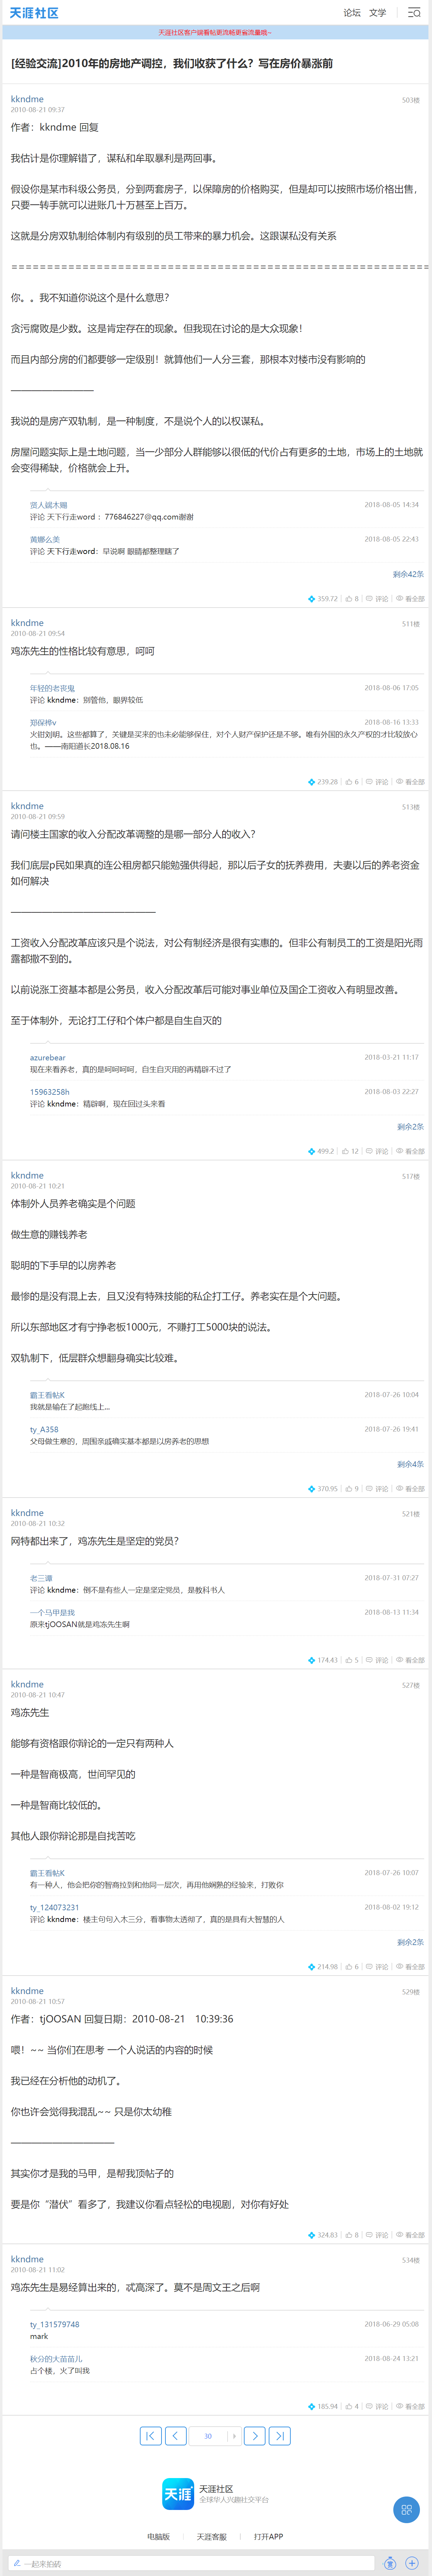 天涯社区
论坛 文学
天涯社区客户端看帖更流畅更省流量哦~
[经验交流]2010年的房地产调控，我们收获了什么？写在房价暴涨前
kkndme
503楼
2010-08-21 09:37
作者：kkndme 回复
我估计是你理解错了，谋私和牟取暴利是两回事。
假设你是某市科级公务员，分到两套房子，以保障房的价格购买，但是却可以按照市场价格出售，
只要一转手就可以进账几十万甚至上百万。
这就是分房双轨制给体制内有级别的员工带来的暴力机会。这跟谋私没有关系
================================================================
你。。我不知道你说这个是什么意思？
贪污腐败是少数。这是肯定存在的现象。但我现在讨论的是大众现象！
而且内部分房的们都要够一定级别！就算他们一人分三套，那根本对楼市没有影响的
————————
我说的是房产双轨制，是一种制度，不是说个人的以权谋私。
房屋问题实际上是土地问题，当一少部分人群能够以很低的代价占有更多的土地，市场上的土地就
会变得稀缺，价格就会上升。
贤人端木赐
2018-08-05 14:34
评论 天下行走word ：776846227@qq.com谢谢
黄娜么美
2018-08-05 22:43
评论 天下行走word：早说啊 眼睛都整理瞎了
剩余42条
359.72 8 评论 看全部
kkndme
511楼
2010-08-21 09:54
鸡冻先生的性格比较有意思，呵呵
年轻的老丧鬼
2018-08-06 17:05
评论 kkndme：别管他，眼界较低
郑保桦v
2018-08-16 13:33
火钳刘明。这些都算了，关键是买来的也未必能够保住，对个人财产保护还是不够。唯有外国的永久产权的才比较放心
也。——南阳道长2018.08.16
239.28 6 评论 看全部
kkndme
513楼
2010-08-21 09:59
请问楼主国家的收入分配改革调整的是哪一部分人的收入？
我们底层p民如果真的连公租房都只能勉强供得起，那以后子女的抚养费用，夫妻以后的养老资金
如何解决
——————————————
工资收入分配改革应该只是个说法，对公有制经济是很有实惠的。但非公有制员工的工资是阳光雨
露都撒不到的。
以前说涨工资基本都是公务员，收入分配改革后可能对事业单位及国企工资收入有明显改善。
至于体制外，无论打工仔和个体户都是自生自灭的
azurebear
2018-03-21 11:17
现在来看养老，真的是呵呵呵呵，自生自灭用的再精辟不过了
15963258h
2018-08-03 22:27
评论 kkndme：精辟啊，现在回过头来看
剩余2条
499.2 12 评论 看全部
kkndme
517楼
2010-08-21 10:21
体制外人员养老确实是个问题
做生意的赚钱养老
聪明的下手早的以房养老
最惨的是没有混上去，且又没有特殊技能的私企打工仔。养老实在是个大问题。
所以东部地区才有宁挣老板1000元，不赚打工5000块的说法。
双轨制下，低层群众想翻身确实比较难。
霸王看帖K
2018-07-26 10:04
我就是输在了起跑线上...
ty_A358
2018-07-26 19:41
父母做生意的，周围亲戚确实基本都是以房养老的思想
剩余4条
370.95 9 评论 看全部
kkndme
521楼
2010-08-21 10:32
网特都出来了，鸡冻先生是坚定的党员？
老三谭
2018-07-31 07:27
评论 kkndme：倒不是有些人一定是坚定党员，是教科书人
一个马甲是我
2018-08-13 11:34
原来tjOOSAN就是鸡冻先生啊
174.43 5 评论 看全部
kkndme
527楼
2010-08-21 10:47
鸡冻先生
能够有资格跟你辩论的一定只有两种人
一种是智商极高，世间罕见的
一种是智商比较低的。
其他人跟你辩论那是自找苦吃
霸王看帖K
2018-07-26 10:07
有一种人，他会把你的智商拉到和他同一层次，再用他娴熟的经验来，打败你
ty_124073231
2018-08-02 19:12
评论 kkndme：楼主句句入木三分，看事物太透彻了，真的是具有大智慧的人
剩余2条
214.98 6 评论 看全部
kkndme
529楼
2010-08-21 10:57
作者：tjOOSAN 回复日期：2010-08-21 10:39:36
喂！~~ 当你们在思考 一个人说话的内容的时候
我已经在分析他的动机了。
你也许会觉得我混乱~~ 只是你太幼稚
——————————
其实你才是我的马甲，是帮我顶帖子的
要是你“潜伏”看多了，我建议你看点轻松的电视剧，对你有好处
324.83 8 评论 看全部
kkndme
534楼
2010-08-21 11:02
鸡冻先生是易经算出来的，忒高深了。莫不是周文王之后啊
ty_131579748
2018-06-29 05:08
mark
秋分的大苗苗儿
2018-08-24 13:21
占个楼，火了叫我
185.94 4 评论 看全部
30
天涯
天涯社区
全球华人兴趣社交平台
电脑版 天涯客服 打开APP
一起来拍砖
赏